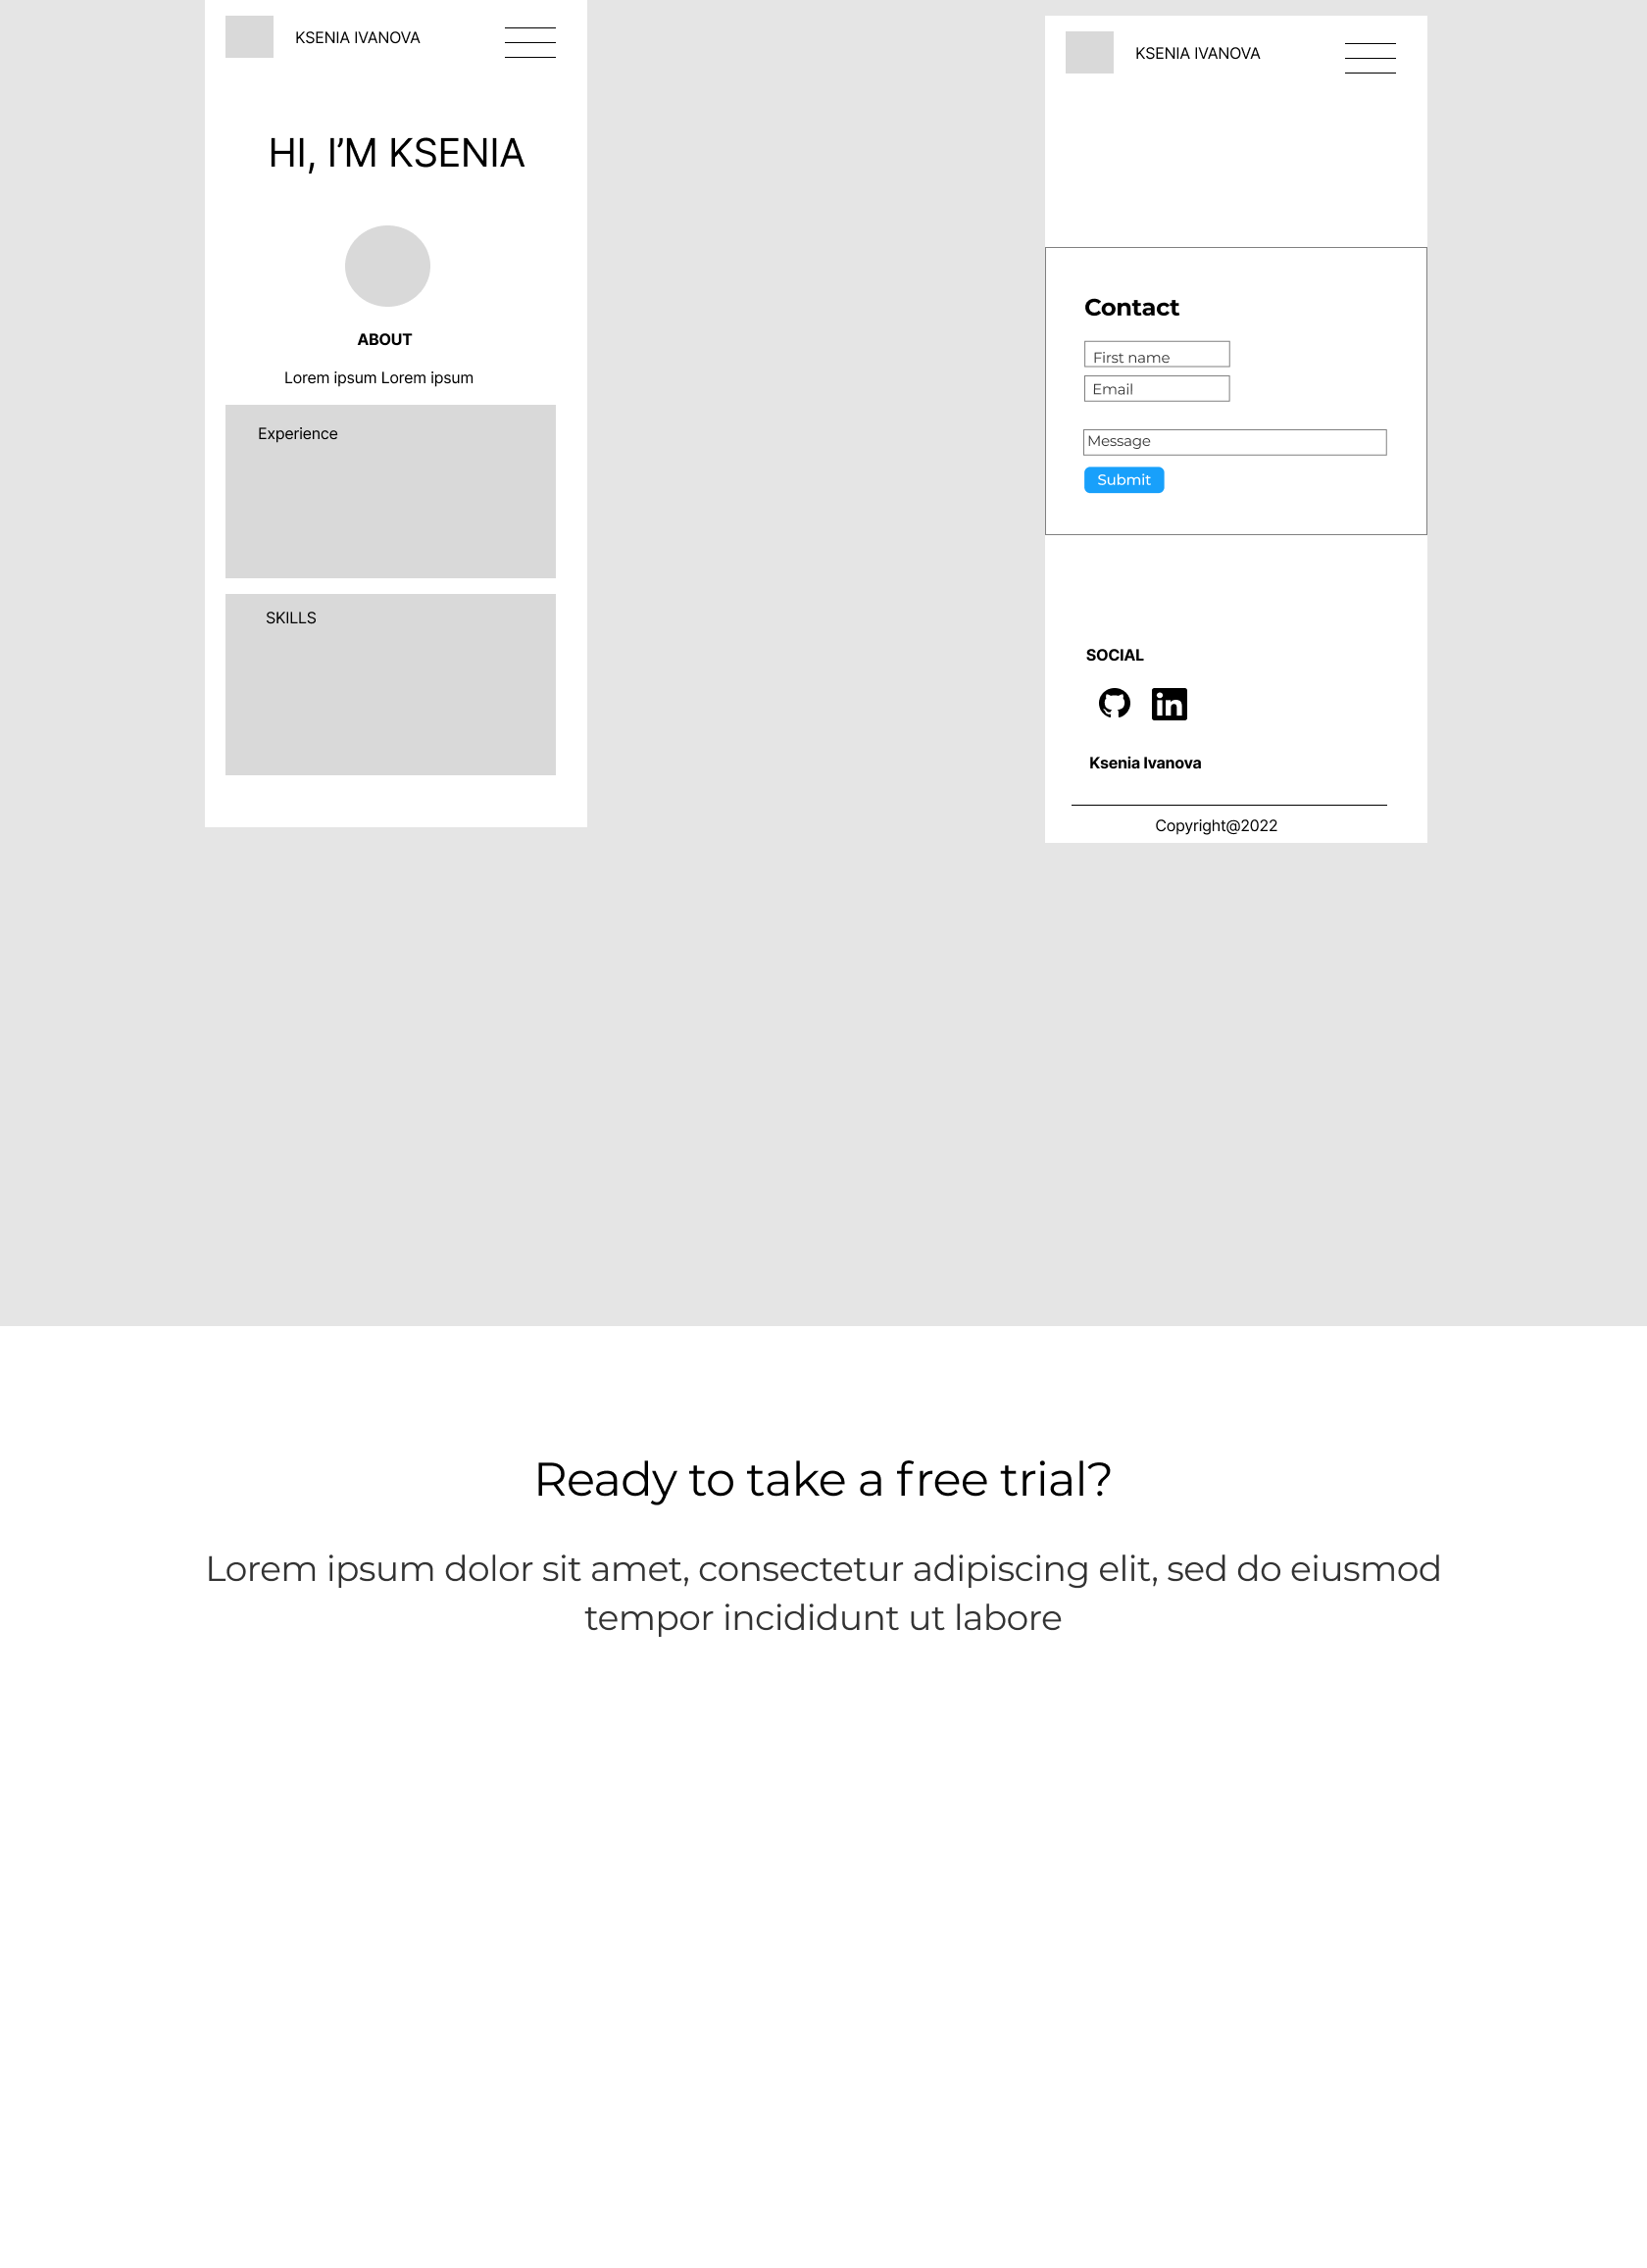 KSENIA IVANOVA
HI, I’M KSENIA
ABOUT
Lorem ipsum Lorem ipsum
Experience
SKILLS
KSENIA IVANOVA
Contact
First name
Email
Message
Submit
SOCIAL
in
Ksenia Ivanova
Copyright@2022
Ready to take a free trial?
Lorem ipsum dolor sit amet, consectetur adipiscing elit, sed do eiusmod
tempor incididunt ut labore